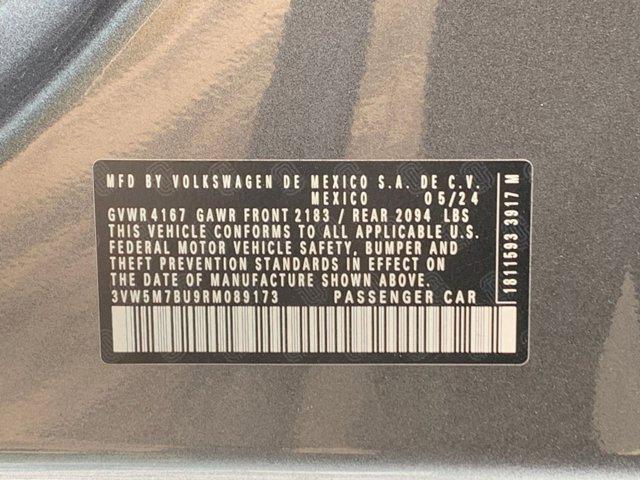 MFD BY VOLKSWAGEN DE MEXICO S.A. DE C.V.
MEXICO 05/24
GVWR 4167 GAWR FRONT 2183 / REAR 2094 LBS
THIS VEHICLE CONFORMS TO ALL APPLICABLE U.S.
FEDERAL MOTOR VEHICLE SAFETY, BUMPER AND
THEFT PREVENTION STANDARDS IN EFFECT ON
THE DATE OF MANUFACTURE SHOWN ABOVE.
3VW5M7BU9RM089173 PASSENGER CAR
1811593 3917 M